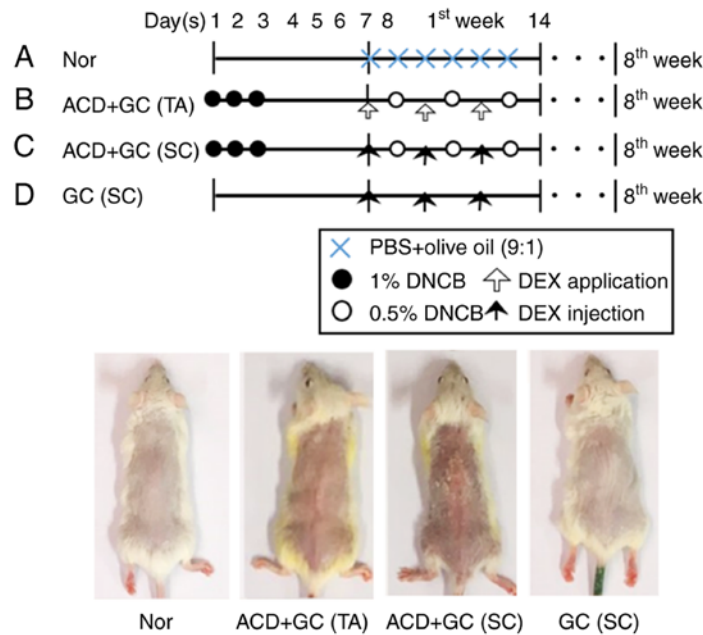 Day(s) 1 2 3 4 5 6 7 8 1st week 14
A Nor 8th week
B ACD+GC (TA) 8th week
C ACD+GC (SC) 8th week
D GC (SC) 8th week
PBS+olive oil (9:1)
1% DNCB DEX application
0.5% DNCB DEX injection
Nor ACD+GC (TA) ACD+GC (SC) GC (SC)